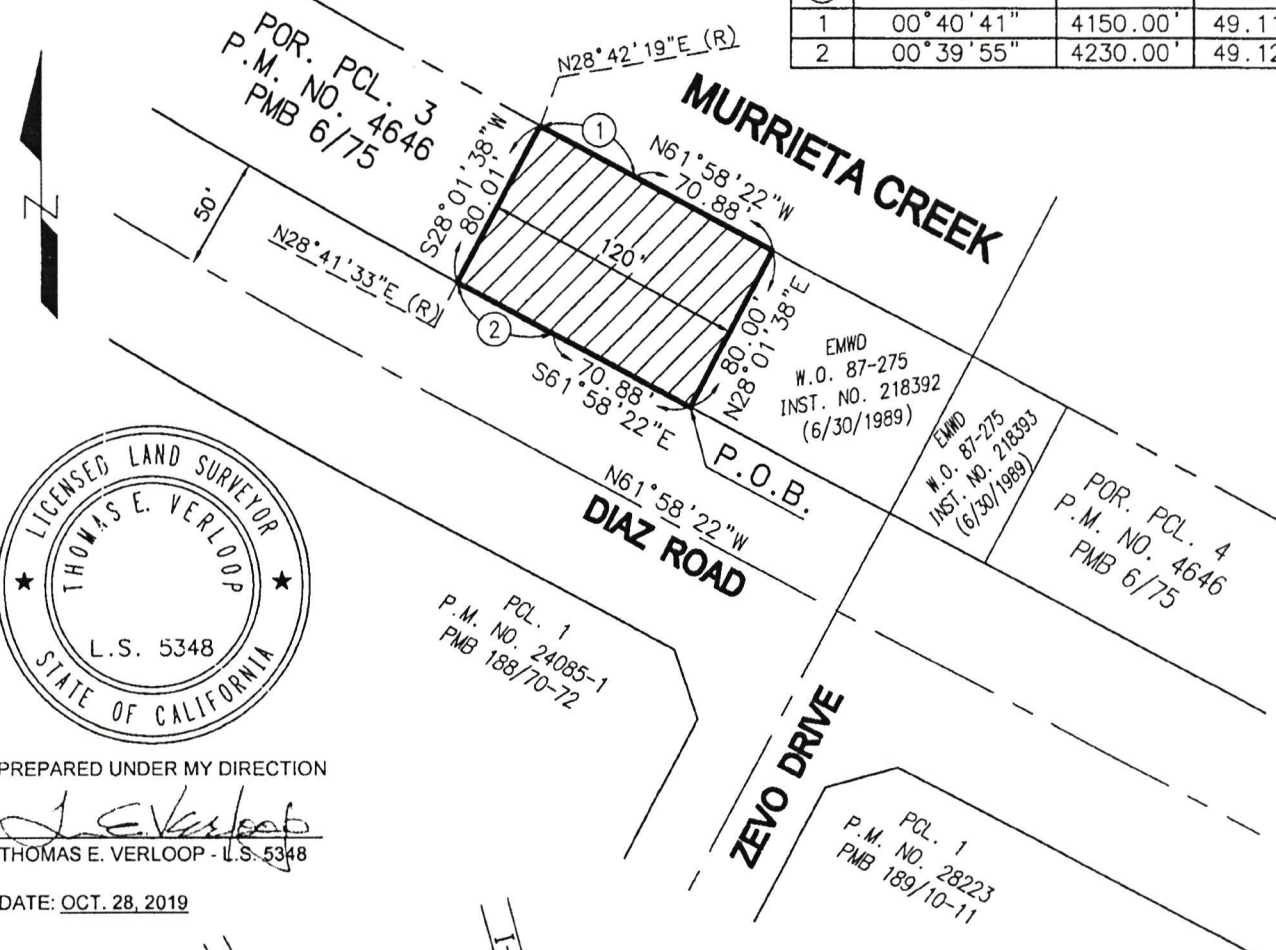 1 00°40'41" 4150.00' 49.11
2 00°39'55" 4230.00' 49.12
POR. PCL. 3
P.M. NO. 4646
PMB 6/75
N28°42'19"E (R)
MURRIETA CREEK
1
N61°58'22"W
70.88'
S28°01'38"W
80.01'
50'
N
N28°41'33"E (R)
120"
2
70.88'
S61°58'22"E
80.00'
N28°01'38"E
EMWD
W.O. 87-275
INST. NO. 218392
(6/30/1989)
EMWD
W.O. 87-275
INST. NO. 218393
(6/30/1989)
P.O.B.
POR. PCL. 4
P.M. NO. 4646
PMB 6/75
N61°58'22"W
DIAZ ROAD
LICENSED LAND SURVEYOR
THOMAS E. VERLOOP
L.S. 5348
STATE OF CALIFORNIA
PCL. 1
P.M. NO. 24085-1
PMB 188/70-72
ZEVO DRIVE
PCL. 1
P.M. NO. 28223
PMB 189/10-11
PREPARED UNDER MY DIRECTION
THOMAS E. VERLOOP - L.S. 5348
DATE: OCT. 28, 2019